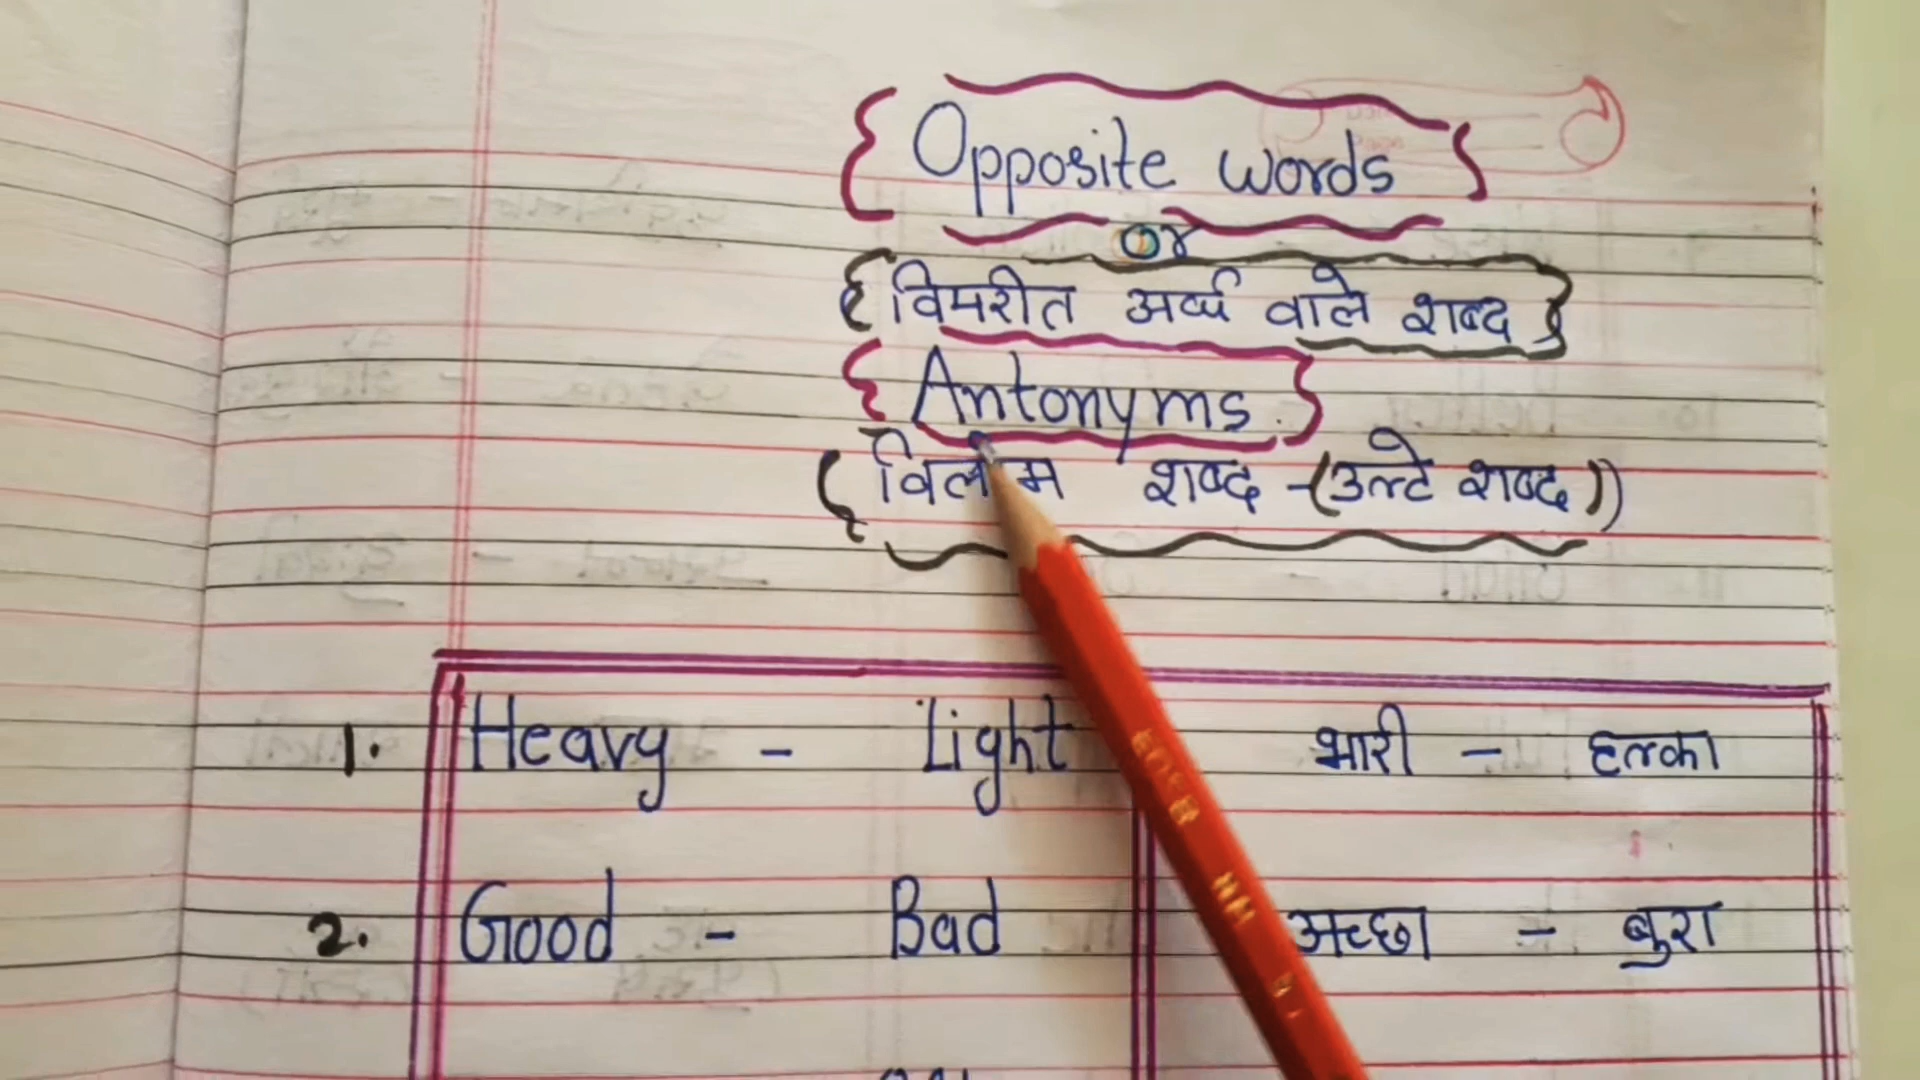 Opposite words
or
विपरीत अर्थ वाले शब्द
Antonyms
विलोम शब्द - (उल्टे शब्द)
1. Heavy - Light भारी - हल्का
2. Good - Bad अच्छा - बुरा